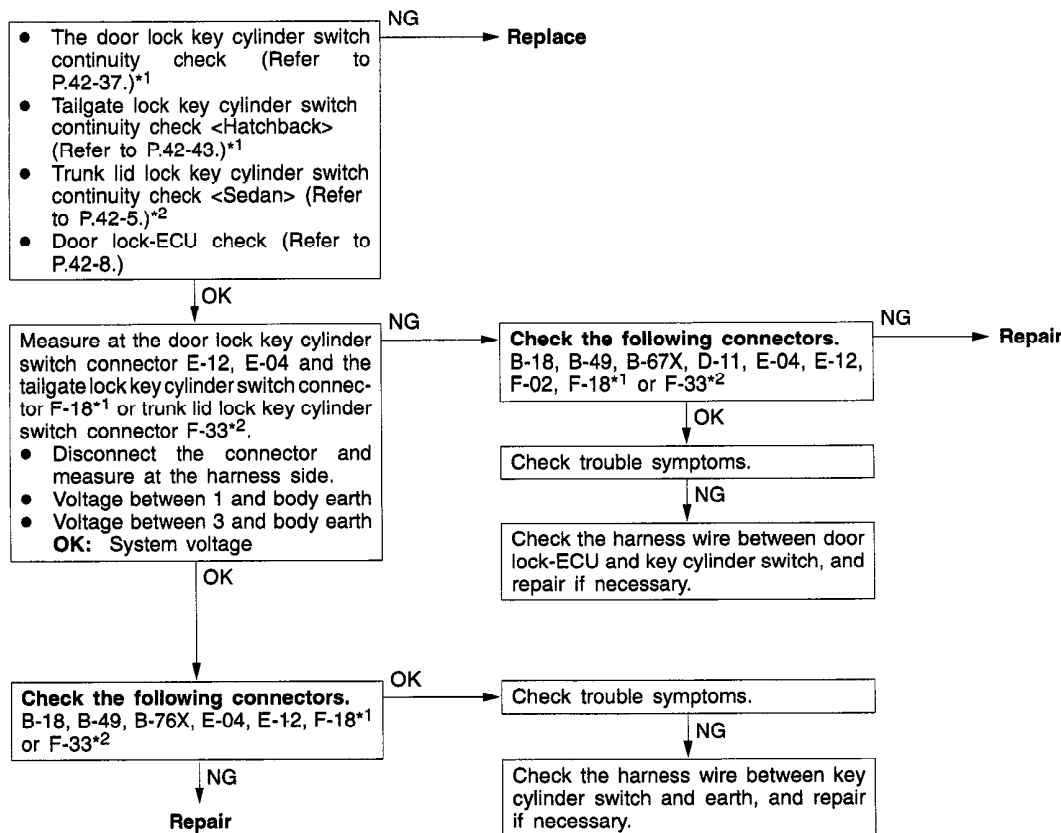 ● The door lock key cylinder switch
continuity check (Refer to
P.42-37.)*1
● Tailgate lock key cylinder switch
continuity check <Hatchback>
(Refer to P.42-43.)*1
● Trunk lid lock key cylinder switch
continuity check <Sedan> (Refer
to P.42-5.)*2
● Door lock-ECU check (Refer to
P.42-8.)
NG
Replace
OK
Measure at the door lock key cylinder
switch connector E-12, E-04 and the
tailgate lock key cylinder switch connec-
tor F-18*1 or trunk lid lock key cylinder
switch connector F-33*2.
● Disconnect the connector and
measure at the harness side.
● Voltage between 1 and body earth
● Voltage between 3 and body earth
OK: System voltage
NG
Check the following connectors.
B-18, B-49, B-67X, D-11, E-04, E-12,
F-02, F-18*1 or F-33*2
NG
Repair
OK
Check trouble symptoms.
NG
Check the harness wire between door
lock-ECU and key cylinder switch, and
repair if necessary.
OK
Check the following connectors.
B-18, B-49, B-76X, E-04, E-12, F-18*1
or F-33*2
OK
Check trouble symptoms.
NG
Check the harness wire between key
cylinder switch and earth, and repair
if necessary.
NG
Repair